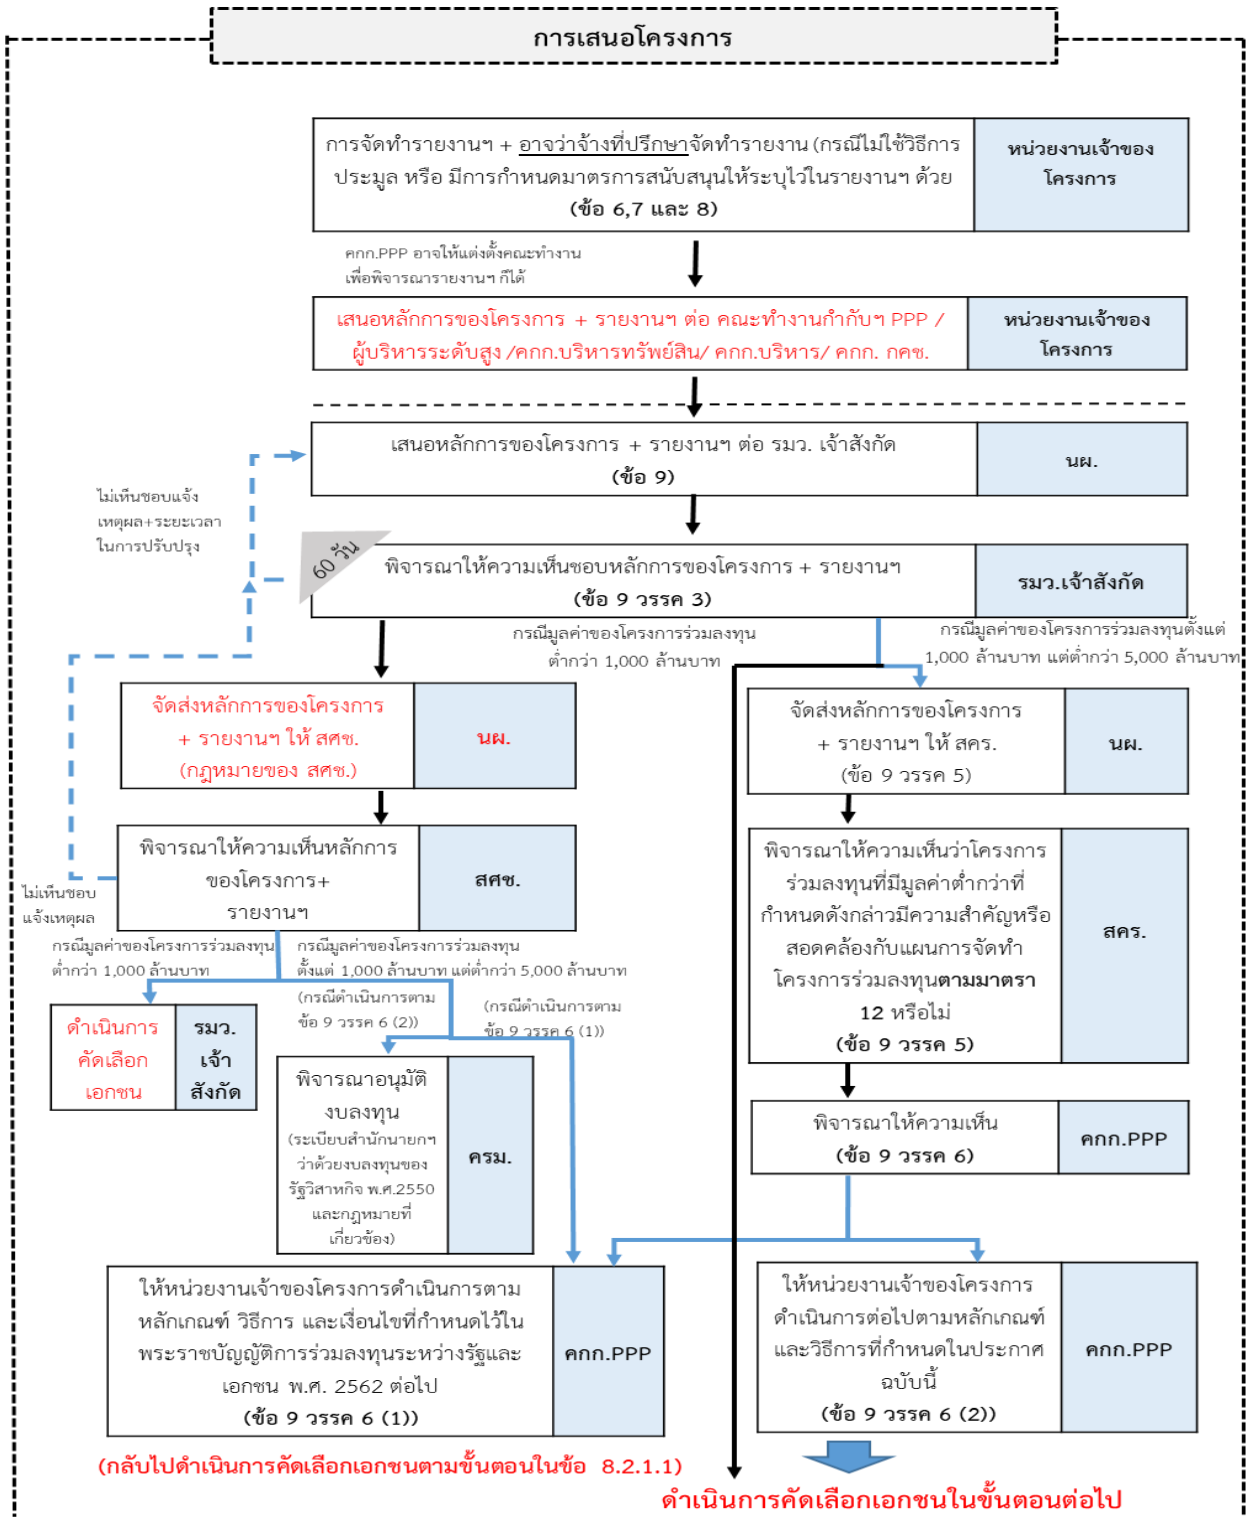 การเสนอโครงการ
การจัดทำรายงานฯ + อาจว่าจ้างที่ปรึกษาจัดทำรายงาน (กรณีไม่ใช้วิธีการ
ประมูล หรือ มีการกำหนดมาตรการสนับสนุนให้ระบุไว้ในรายงานฯ ด้วย
(ข้อ 6,7 และ 8)
หน่วยงานเจ้าของ
โครงการ
คกก.PPP อาจให้แต่งตั้งคณะทำงาน
เพื่อพิจารณารายงานฯ ก็ได้
เสนอหลักการของโครงการ + รายงานฯ ต่อ คณะทำงานกำกับฯ PPP /
ผู้บริหารระดับสูง /คกก.บริหารทรัพย์สิน/ คกก.บริหาร/ คกก. กคช.
หน่วยงานเจ้าของ
โครงการ
เสนอหลักการของโครงการ + รายงานฯ ต่อ รมว. เจ้าสังกัด
(ข้อ 9)
นผ.
ไม่เห็นชอบแจ้ง
เหตุผล+ระยะเวลา
ในการปรับปรุง
60 วัน
พิจารณาให้ความเห็นชอบหลักการของโครงการ + รายงานฯ
(ข้อ 9 วรรค 3)
รมว.เจ้าสังกัด
กรณีมูลค่าของโครงการร่วมลงทุน
ต่ำกว่า 1,000 ล้านบาท
กรณีมูลค่าของโครงการร่วมลงทุนตั้งแต่
1,000 ล้านบาท แต่ต่ำกว่า 5,000 ล้านบาท
จัดส่งหลักการของโครงการ
+ รายงานฯ ให้ สศช.
(กฎหมายของ สศช.)
นผ.
จัดส่งหลักการของโครงการ
+ รายงานฯ ให้ สคร.
(ข้อ 9 วรรค 5)
นผ.
พิจารณาให้ความเห็นหลักการ
ของโครงการ+
รายงานฯ
สศช.
ไม่เห็นชอบ
แจ้งเหตุผล
พิจารณาให้ความเห็นว่าโครงการ
ร่วมลงทุนที่มีมูลค่าต่ำกว่าที่
กำหนดดังกล่าวมีความสำคัญหรือ
สอดคล้องกับแผนการจัดทำ
โครงการร่วมลงทุนตามมาตรา
12 หรือไม่
(ข้อ 9 วรรค 5)
สคร.
กรณีมูลค่าของโครงการร่วมลงทุน
ต่ำกว่า 1,000 ล้านบาท
กรณีมูลค่าของโครงการร่วมลงทุน
ตั้งแต่ 1,000 ล้านบาท แต่ต่ำกว่า 5,000 ล้านบาท
(กรณีดำเนินการตาม
ข้อ 9 วรรค 6 (2))
(กรณีดำเนินการตาม
ข้อ 9 วรรค 6 (1))
ดำเนินการ
คัดเลือก
เอกชน
รมว.
เจ้า
สังกัด
พิจารณาอนุมัติ
งบลงทุน
(ระเบียบสำนักนายกฯ
ว่าด้วยงบลงทุนของ
รัฐวิสาหกิจ พ.ศ.2550
และกฎหมายที่
เกี่ยวข้อง)
ครม.
พิจารณาให้ความเห็น
(ข้อ 9 วรรค 6)
คกก.PPP
ให้หน่วยงานเจ้าของโครงการดำเนินการตาม
หลักเกณฑ์ วิธีการ และเงื่อนไขที่กำหนดไว้ใน
พระราชบัญญัติการร่วมลงทุนระหว่างรัฐและ
เอกชน พ.ศ. 2562 ต่อไป
(ข้อ 9 วรรค 6 (1))
คกก.PPP
ให้หน่วยงานเจ้าของโครงการ
ดำเนินการต่อไปตามหลักเกณฑ์
และวิธีการที่กำหนดในประกาศ
ฉบับนี้
(ข้อ 9 วรรค 6 (2))
คกก.PPP
(กลับไปดำเนินการคัดเลือกเอกชนตามขั้นตอนในข้อ 8.2.1.1)
ดำเนินการคัดเลือกเอกชนในขั้นตอนต่อไป